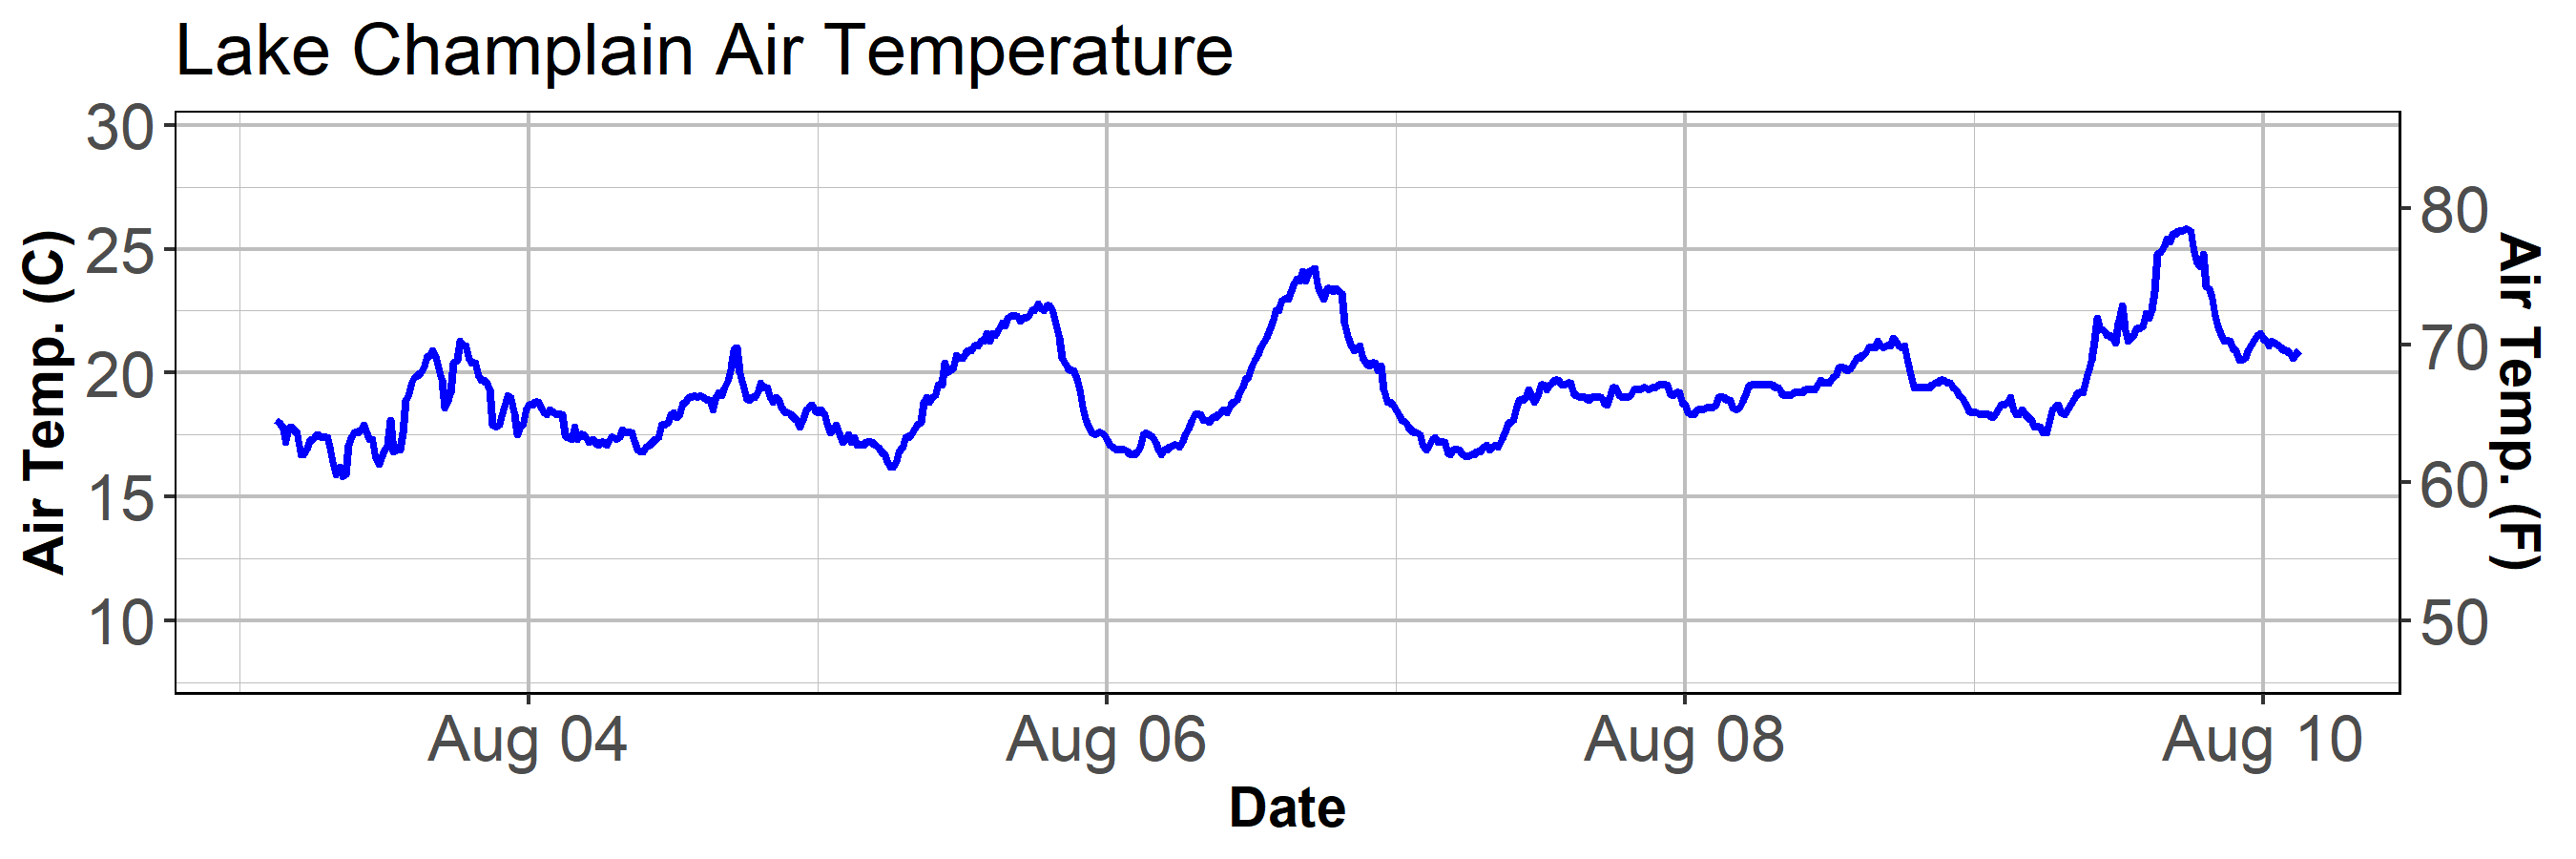 Lake Champlain Air Temperature
Air Temp. (C)
30
25
20
15
10
80
70
60
50
Air Temp. (F)
Aug 04
Aug 06
Aug 08
Aug 10
Date